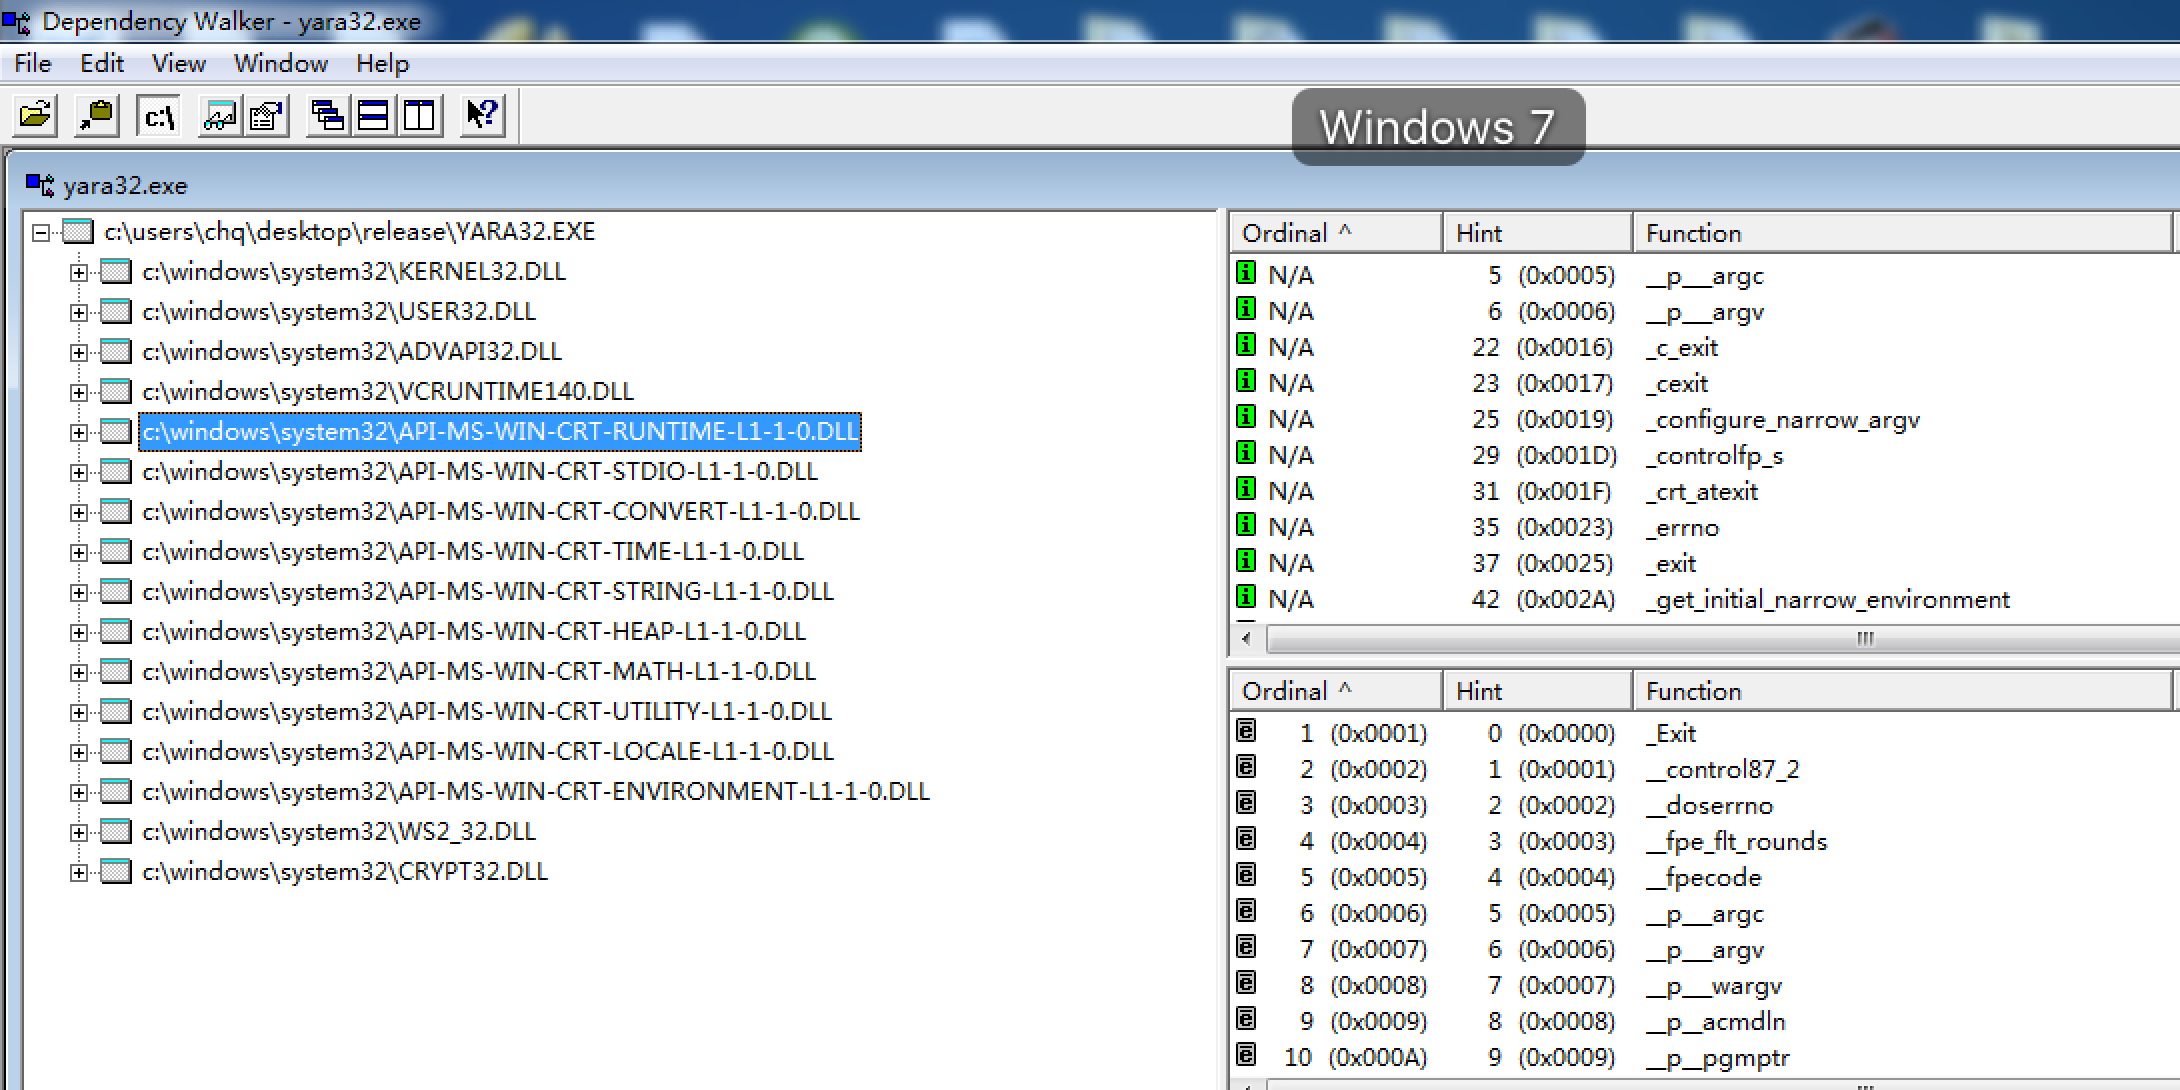 Dependency Walker - yara32.exe
File Edit View Window Help
c:\
Windows 7
yara32.exe
c:\users\chq\desktop\release\YARA32.EXE
c:\windows\system32\KERNEL32.DLL
c:\windows\system32\USER32.DLL
c:\windows\system32\ADVAPI32.DLL
c:\windows\system32\VCRUNTIME140.DLL
c:\windows\system32\API-MS-WIN-CRT-RUNTIME-L1-1-0.DLL
c:\windows\system32\API-MS-WIN-CRT-STDIO-L1-1-0.DLL
c:\windows\system32\API-MS-WIN-CRT-CONVERT-L1-1-0.DLL
c:\windows\system32\API-MS-WIN-CRT-TIME-L1-1-0.DLL
c:\windows\system32\API-MS-WIN-CRT-STRING-L1-1-0.DLL
c:\windows\system32\API-MS-WIN-CRT-HEAP-L1-1-0.DLL
c:\windows\system32\API-MS-WIN-CRT-MATH-L1-1-0.DLL
c:\windows\system32\API-MS-WIN-CRT-UTILITY-L1-1-0.DLL
c:\windows\system32\API-MS-WIN-CRT-LOCALE-L1-1-0.DLL
c:\windows\system32\API-MS-WIN-CRT-ENVIRONMENT-L1-1-0.DLL
c:\windows\system32\WS2_32.DLL
c:\windows\system32\CRYPT32.DLL
Ordinal ^ Hint Function
N/A 5 (0x0005) __p___argc
N/A 6 (0x0006) __p___argv
N/A 22 (0x0016) _c_exit
N/A 23 (0x0017) _cexit
N/A 25 (0x0019) _configure_narrow_argv
N/A 29 (0x001D) _controlfp_s
N/A 31 (0x001F) _crt_atexit
N/A 35 (0x0023) _errno
N/A 37 (0x0025) _exit
N/A 42 (0x002A) _get_initial_narrow_environment
Ordinal ^ Hint Function
1 (0x0001) 0 (0x0000) _Exit
2 (0x0002) 1 (0x0001) __control87_2
3 (0x0003) 2 (0x0002) __doserrno
4 (0x0004) 3 (0x0003) __fpe_flt_rounds
5 (0x0005) 4 (0x0004) __fpecode
6 (0x0006) 5 (0x0005) __p___argc
7 (0x0007) 6 (0x0006) __p___argv
8 (0x0008) 7 (0x0007) __p___wargv
9 (0x0009) 8 (0x0008) __p__acmdln
10 (0x000A) 9 (0x0009) __p__pgmptr